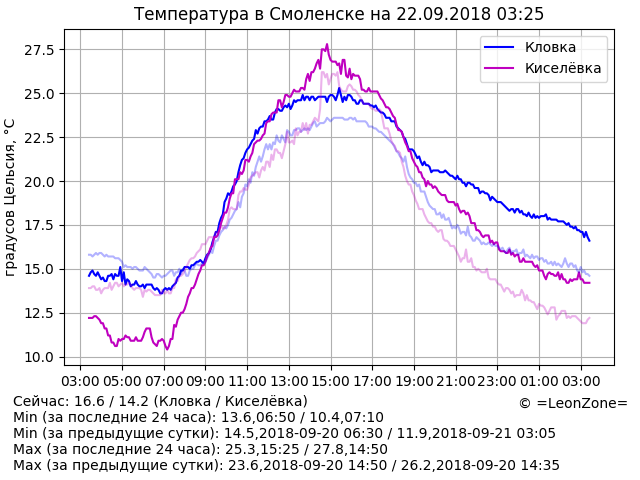 Температура в Смоленске на 22.09.2018 03:25
Кловка
Киселёвка
градусов Цельсия, °C
27.5
25.0
22.5
20.0
17.5
15.0
12.5
10.0
03:00 05:00 07:00 09:00 11:00 13:00 15:00 17:00 19:00 21:00 23:00 01:00 03:00
Сейчас: 16.6 / 14.2 (Кловка / Киселёвка)
© =LeonZone=
Min (за последние 24 часа): 13.6,06:50 / 10.4,07:10
Min (за предыдущие сутки): 14.5,2018-09-20 06:30 / 11.9,2018-09-21 03:05
Max (за последние 24 часа): 25.3,15:25 / 27.8,14:50
Max (за предыдущие сутки): 23.6,2018-09-20 14:50 / 26.2,2018-09-20 14:35